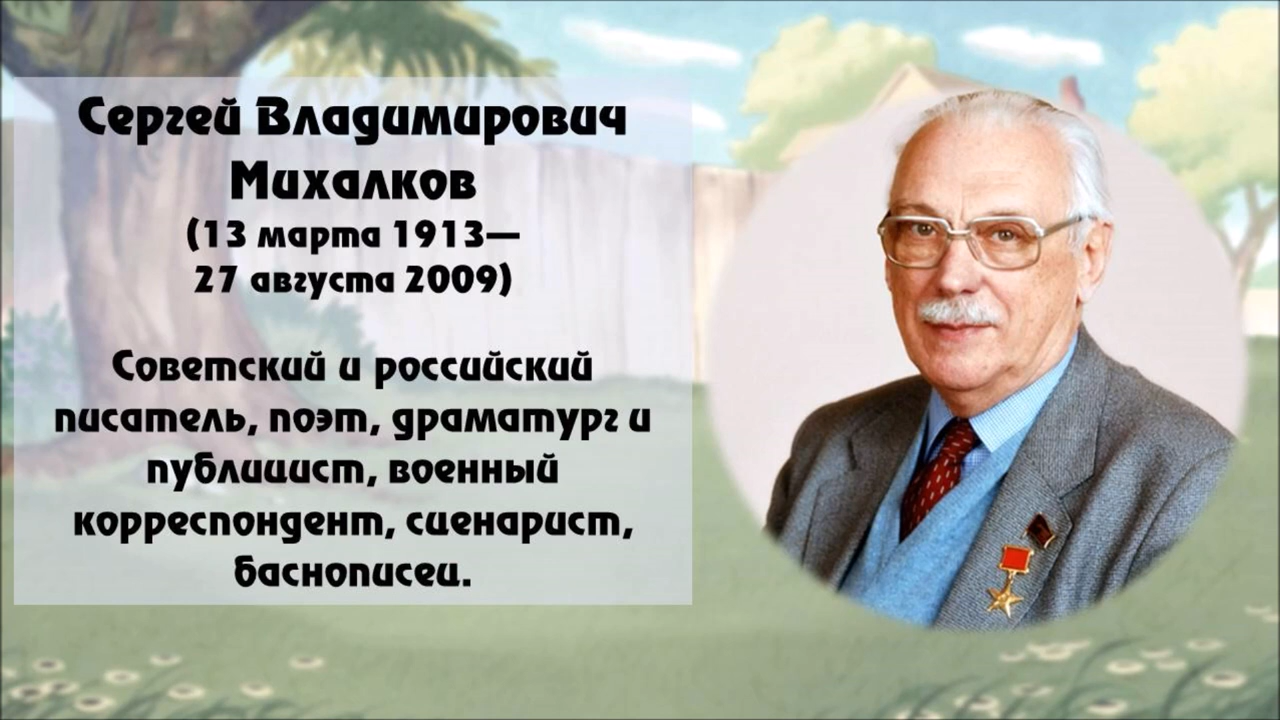 Сергей Владимирович
Михалков
(13 марта 1913—
27 августа 2009)
Советский и российский
писатель, поэт, драматург и
публицист, военный
корреспондент, сценарист,
баснописец.